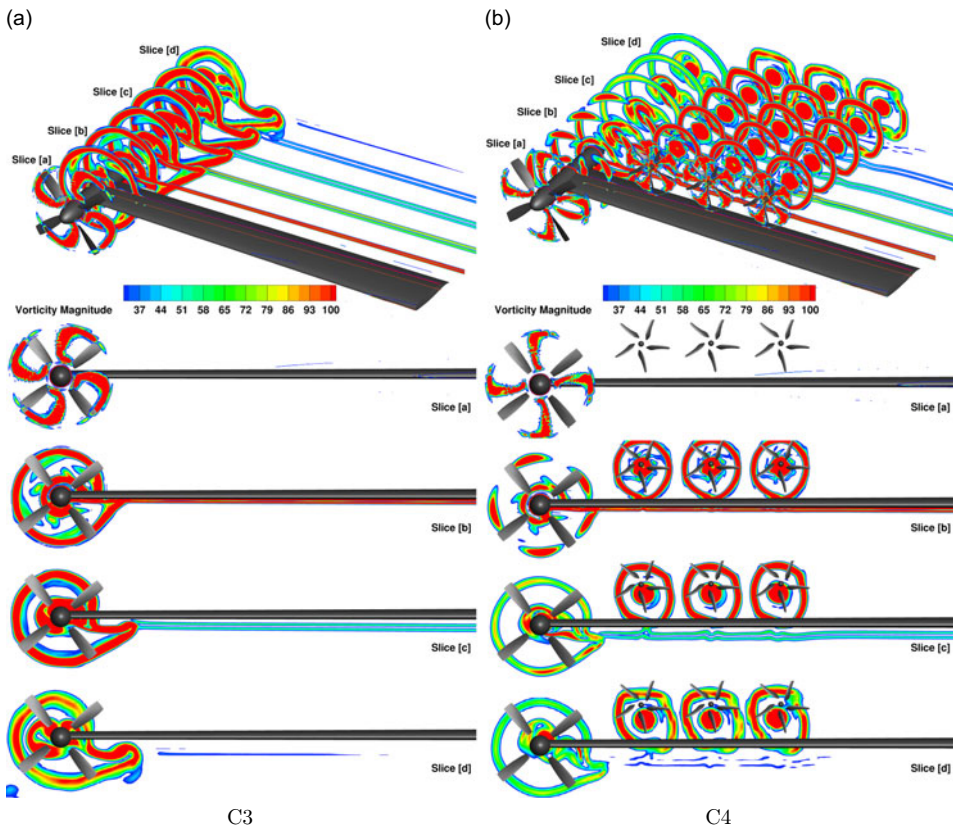 (a)
(b)
Slice [d]
Slice [c]
Slice [b]
Slice [a]
Slice [d]
Slice [c]
Slice [b]
Slice [a]
Vorticity Magnitude
37 44 51 58 65 72 79 86 93 100
Vorticity Magnitude
37 44 51 58 65 72 79 86 93 100
Slice [a]
Slice [a]
Slice [b]
Slice [b]
Slice [c]
Slice [c]
Slice [d]
Slice [d]
C3
C4